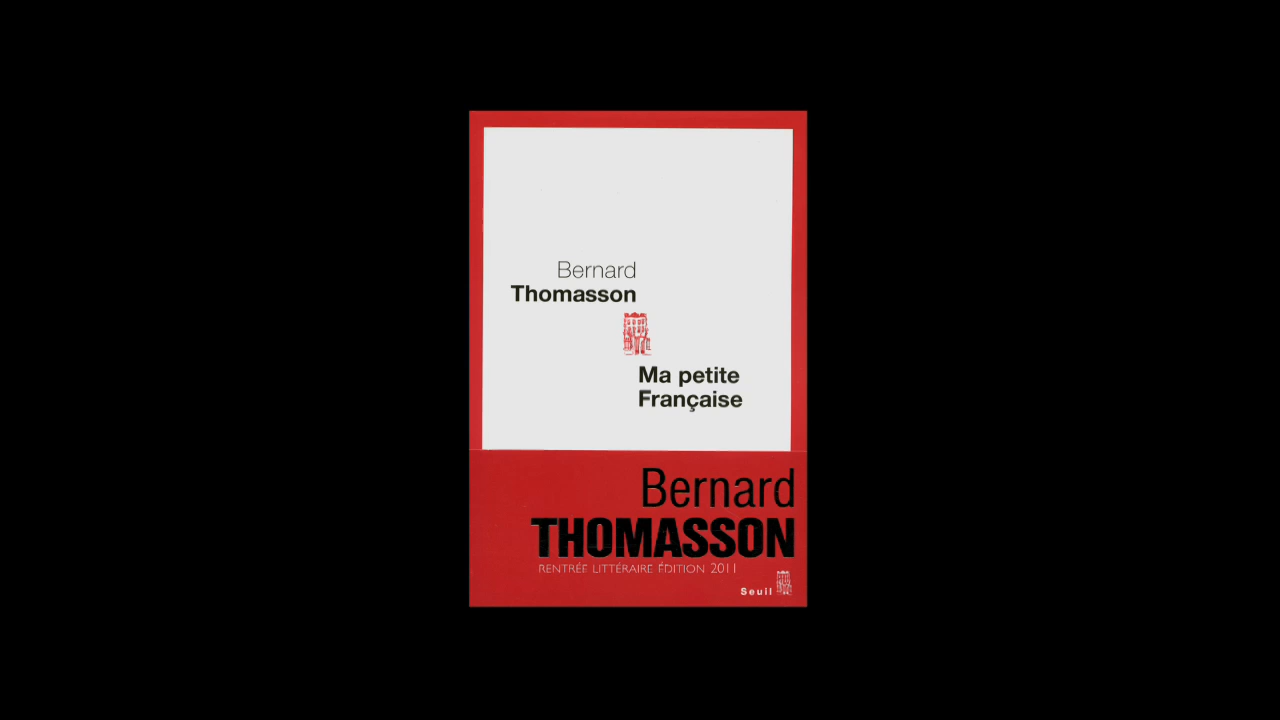 Bernard
Thomasson
Ma petite
Française
Bernard
THOMASSON
RENTRÉE LITTÉRAIRE ÉDITION 2011
Seuil